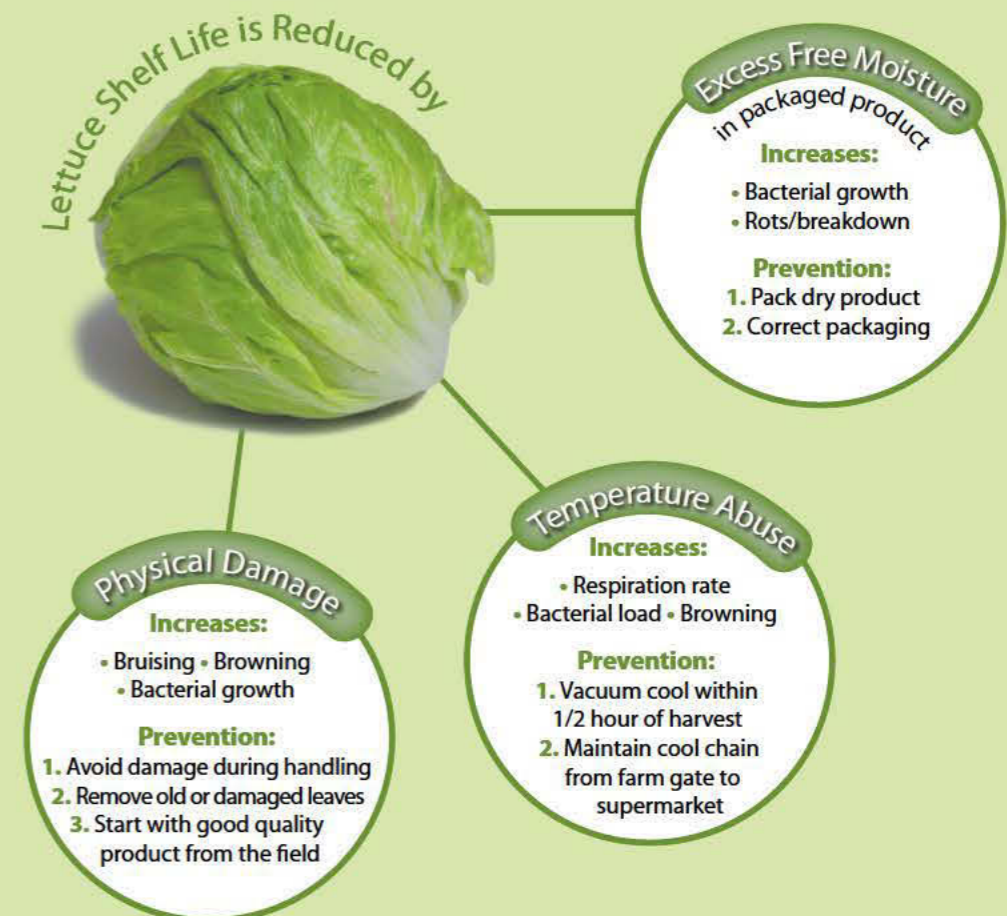 Lettuce Shelf Life is Reduced by
Excess Free Moisture
in packaged product
Increases:
• Bacterial growth
• Rots/breakdown
Prevention:
1. Pack dry product
2. Correct packaging
Temperature Abuse
Increases:
• Respiration rate
• Bacterial load • Browning
Prevention:
1. Vacuum cool within
1/2 hour of harvest
2. Maintain cool chain
from farm gate to
supermarket
Physical Damage
Increases:
• Bruising • Browning
• Bacterial growth
Prevention:
1. Avoid damage during handling
2. Remove old or damaged leaves
3. Start with good quality
product from the field